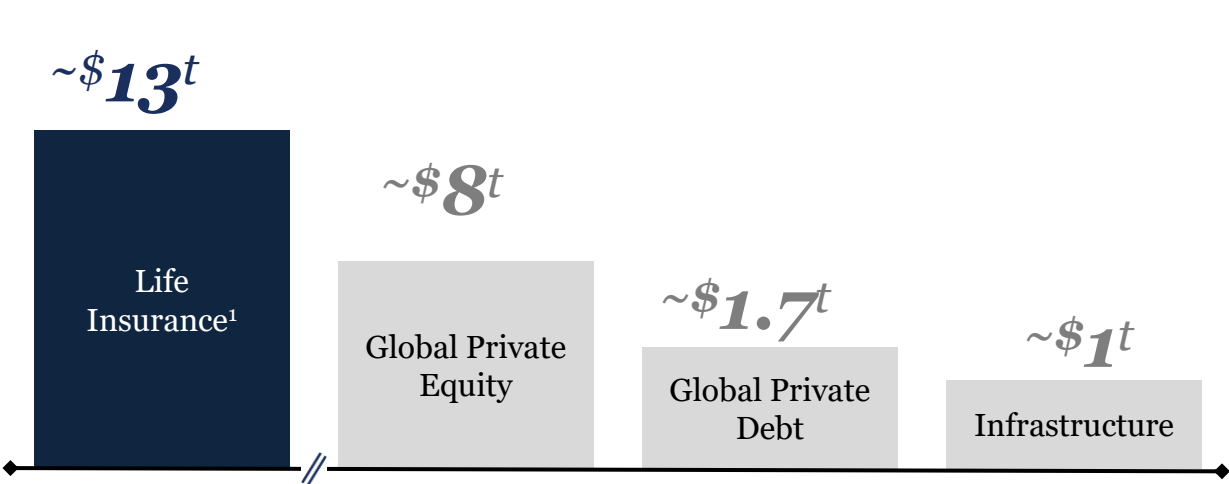 ~$13t
Life
Insurance¹
~$8t
Global Private
Equity
~$1.7t
Global Private
Debt
~$1t
Infrastructure